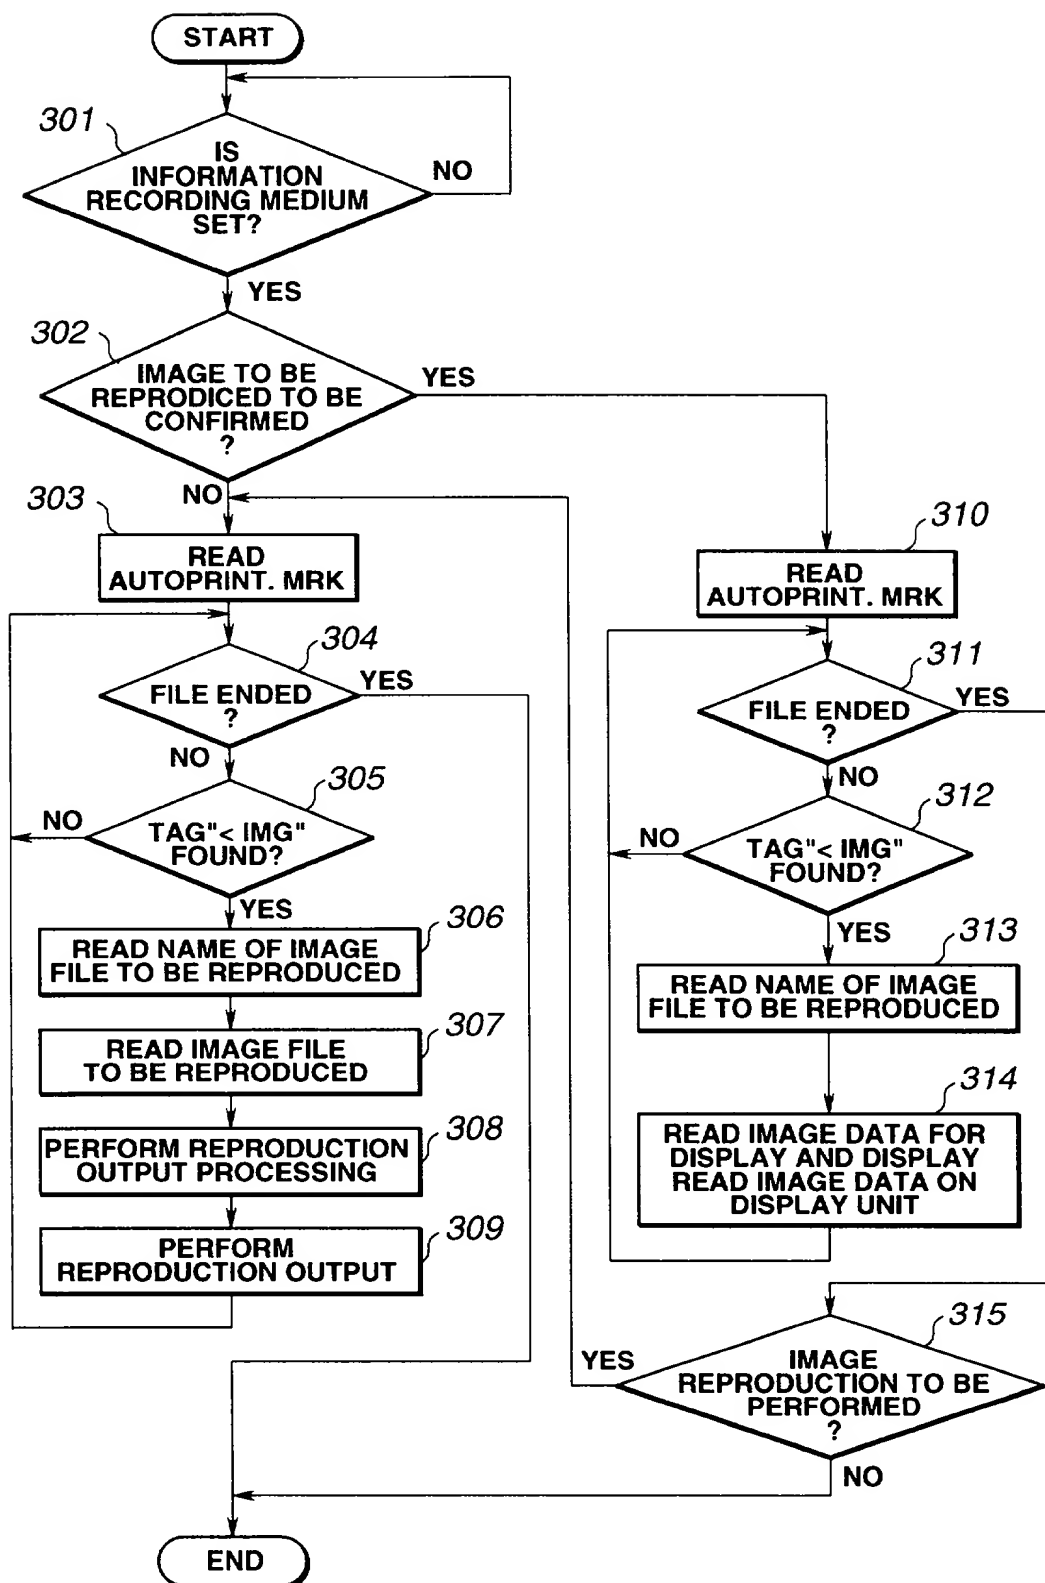 START
301
IS
INFORMATION
RECORDING MEDIUM
SET?
NO
YES
302
IMAGE TO BE
REPRODICED TO BE
CONFIRMED
?
YES
NO
303
READ
AUTOPRINT. MRK
304
FILE ENDED
?
YES
NO
305
TAG"< IMG"
FOUND?
NO
YES
306
READ NAME OF IMAGE
FILE TO BE REPRODUCED
307
READ IMAGE FILE
TO BE REPRODUCED
308
PERFORM REPRODUCTION
OUTPUT PROCESSING
309
PERFORM
REPRODUCTION OUTPUT
310
READ
AUTOPRINT. MRK
311
FILE ENDED
?
YES
NO
312
TAG"< IMG"
FOUND?
NO
YES
313
READ NAME OF IMAGE
FILE TO BE REPRODUCED
314
READ IMAGE DATA FOR
DISPLAY AND DISPLAY
READ IMAGE DATA ON
DISPLAY UNIT
315
IMAGE
REPRODUCTION TO BE
PERFORMED
?
YES
NO
END